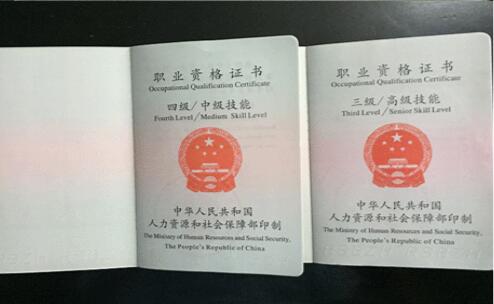 职业资格证书
Occupational Qualification Certificate
四级/中级技能
Fourth Level/Medium Skill Level
中华人民共和国
人力资源和社会保障部印制
The Ministry of Human Resources and Social Security,
The People's Republic of China
职业资格证书
Occupational Qualification Certificate
三级/高级技能
Third Level/Senior Skill Level
中华人民共和国
人力资源和社会保障部印制
The Ministry of Human Resources and Social Security,
The People's Republic of China